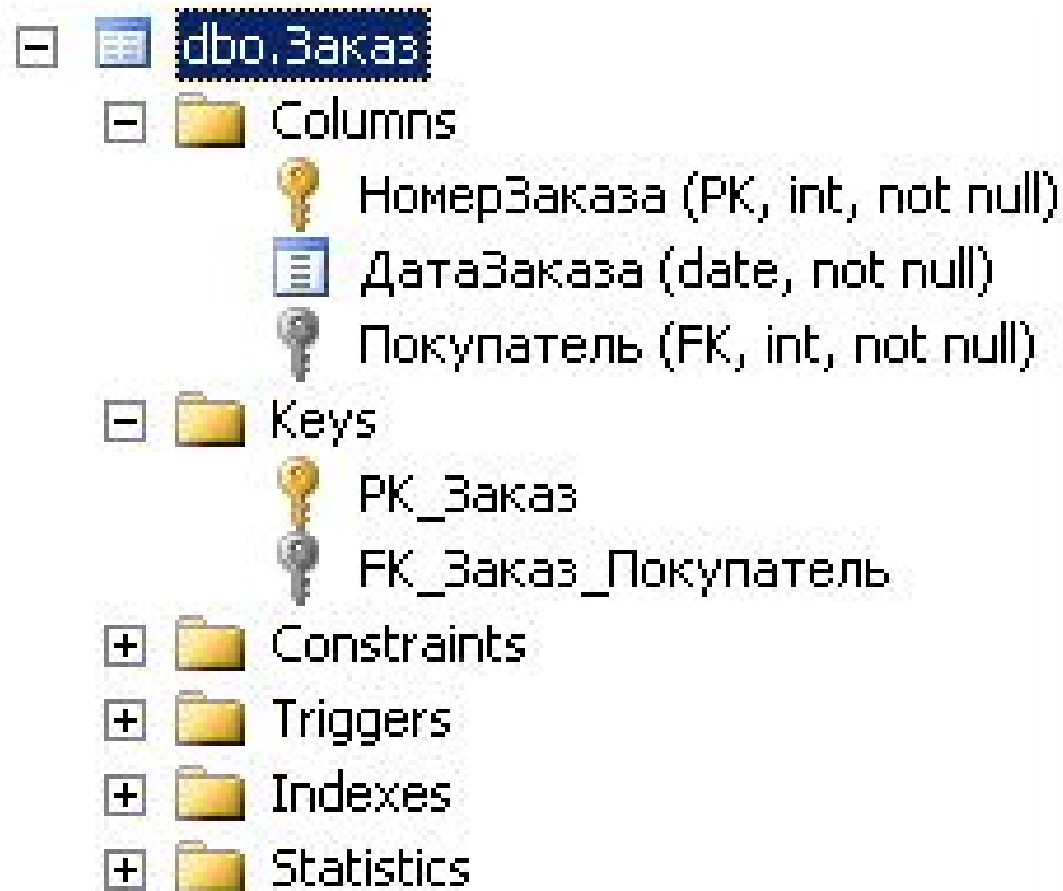 dbo.Заказ
Columns
НомерЗаказа (PK, int, not null)
ДатаЗаказа (date, not null)
Покупатель (FK, int, not null)
Keys
PK_Заказ
FK_Заказ_Покупатель
Constraints
Triggers
Indexes
Statistics